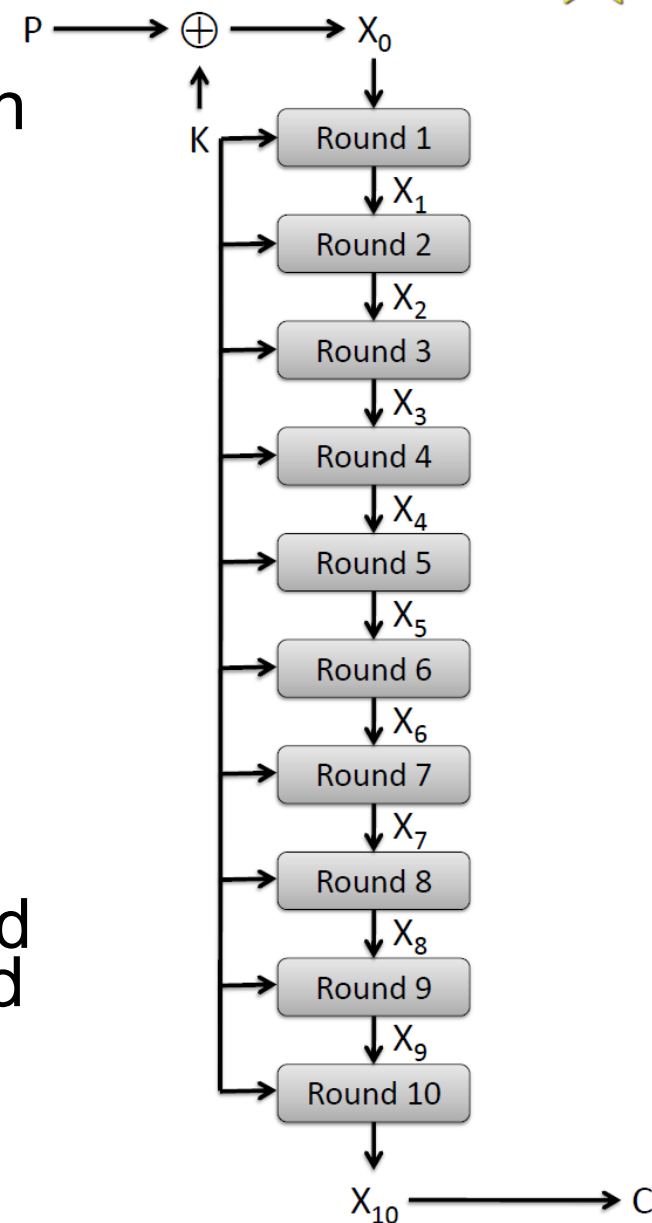 P ⊕ X₀
n
K Round 1
X₁
Round 2
X₂
Round 3
X₃
Round 4
X₄
Round 5
X₅
Round 6
X₆
Round 7
X₇
Round 8
d
X₈
d
Round 9
X₉
Round 10
X₁₀ C